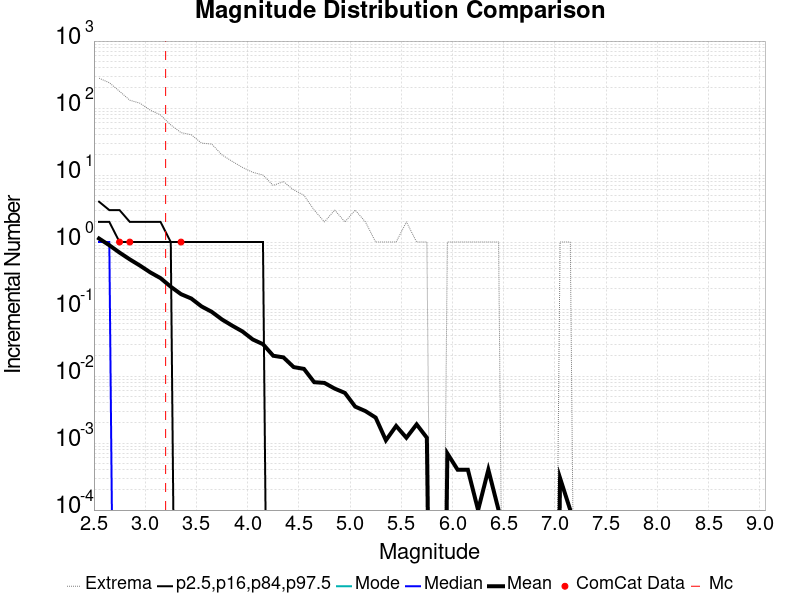 Magnitude Distribution Comparison
10^3
10^2
10^1
10^0
10^-1
10^-2
10^-3
10^-4
Incremental Number
2.5 3.0 3.5 4.0 4.5 5.0 5.5 6.0 6.5 7.0 7.5 8.0 8.5 9.0
Magnitude
Extrema p2.5,p16,p84,p97.5 Mode Median Mean ComCat Data Mc